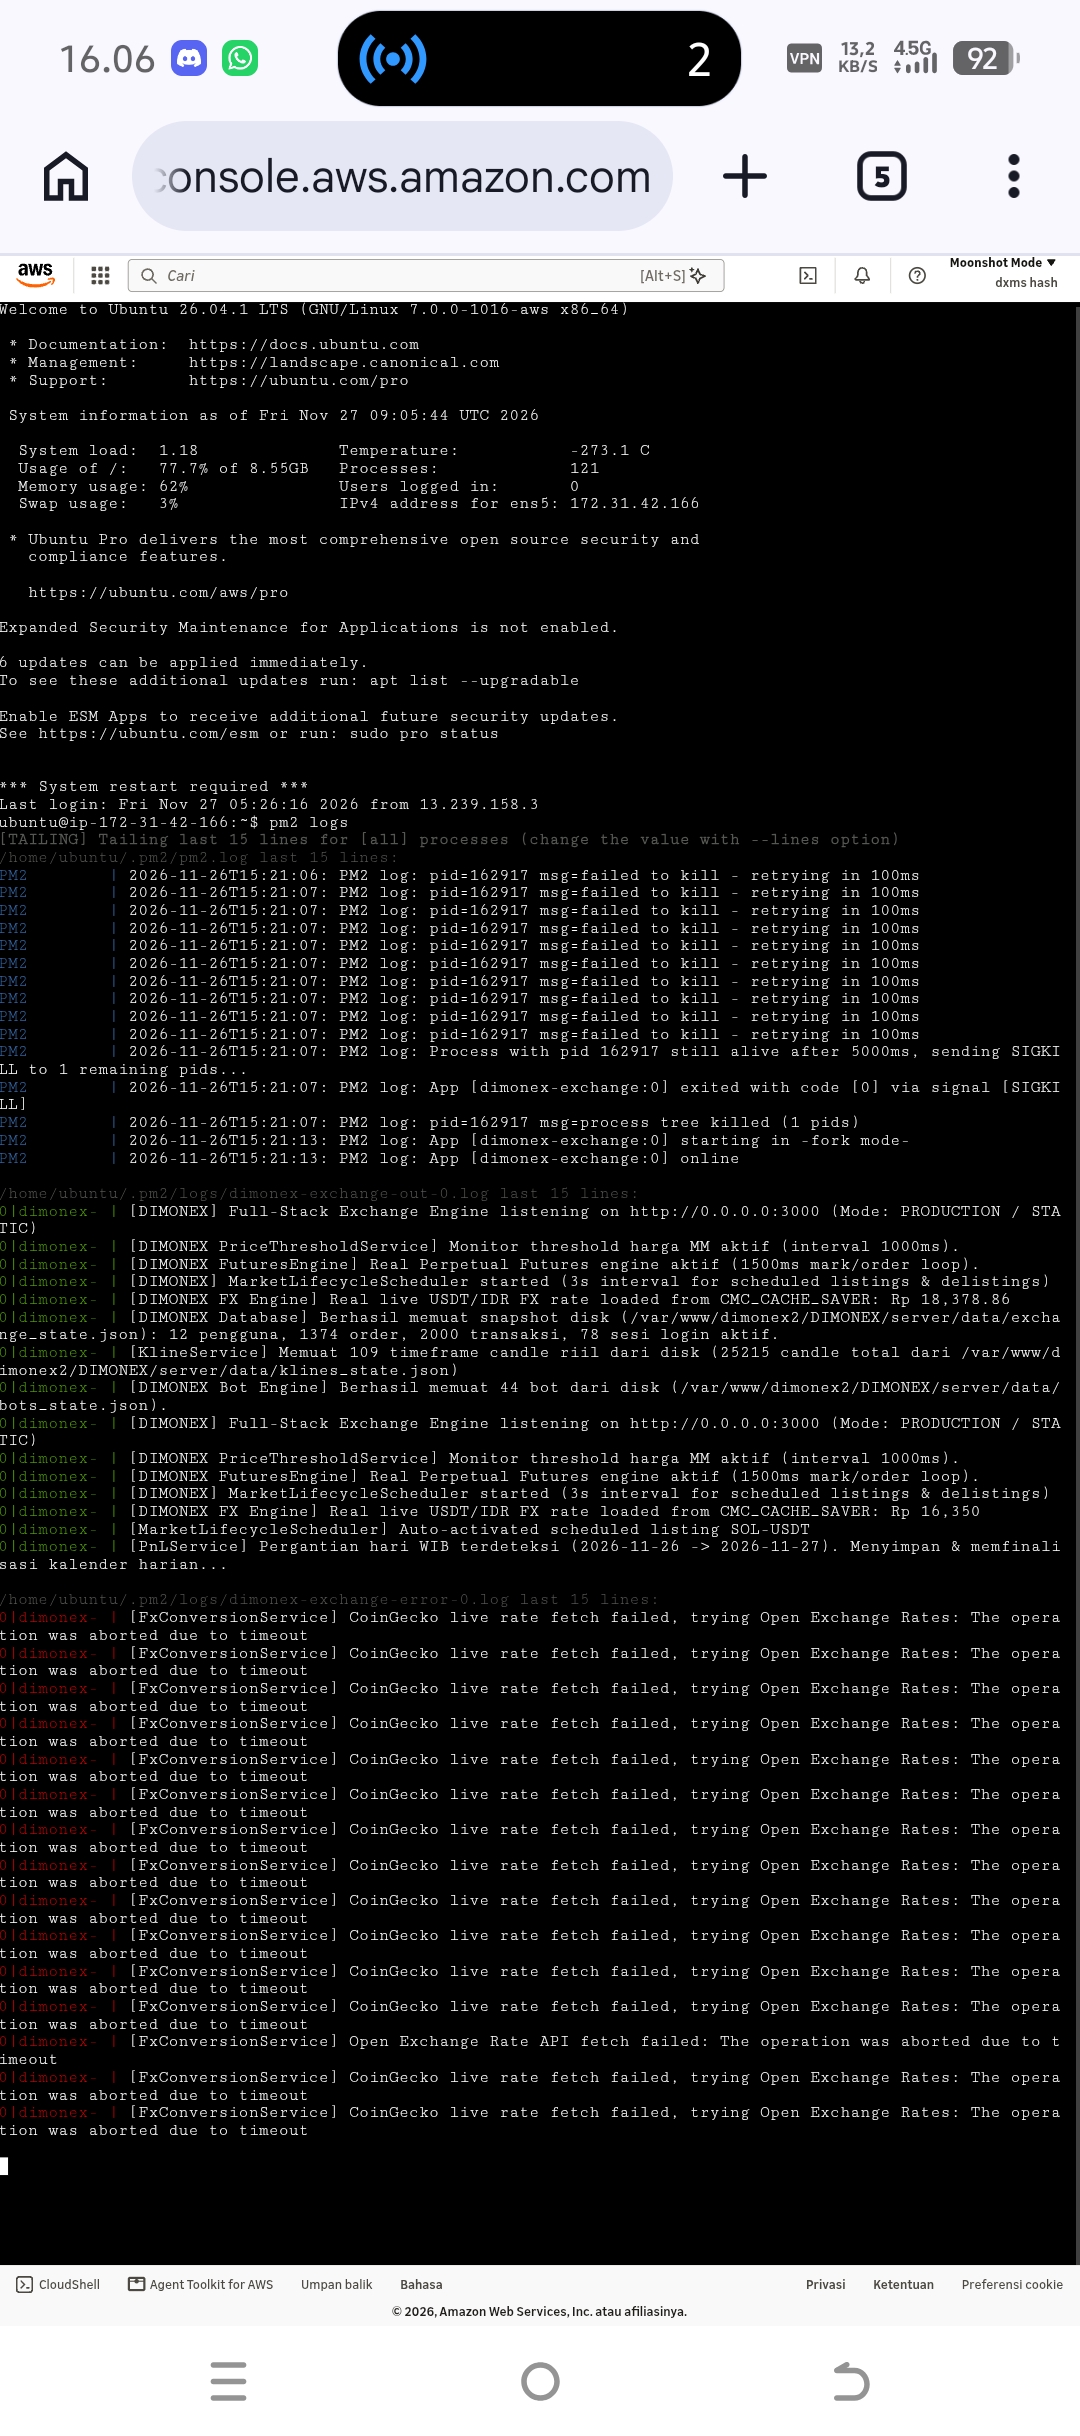 16.06
2
VPN
13,2 KB/S
4.5G
92
console.aws.amazon.com
5
aws
Cari
[Alt+S]
Moonshot Mode ▼
dxms hash
Welcome to Ubuntu 26.04.1 LTS (GNU/Linux 7.0.0-1016-aws x86_64)
* Documentation:  https://docs.ubuntu.com
* Management:     https://landscape.canonical.com
* Support:        https://ubuntu.com/pro
System information as of Fri Nov 27 09:05:44 UTC 2026
System load:  1.18              Temperature:           -273.1 C
Usage of /:   77.7% of 8.55GB   Processes:             121
Memory usage: 62%               Users logged in:       0
Swap usage:   3%                IPv4 address for ens5: 172.31.42.166
* Ubuntu Pro delivers the most comprehensive open source security and
compliance features.
https://ubuntu.com/aws/pro
Expanded Security Maintenance for Applications is not enabled.
6 updates can be applied immediately.
To see these additional updates run: apt list --upgradable
Enable ESM Apps to receive additional future security updates.
See https://ubuntu.com/esm or run: sudo pro status
*** System restart required ***
Last login: Fri Nov 27 05:26:16 2026 from 13.239.158.3
ubuntu@ip-172-31-42-166:~$ pm2 logs
[TAILING] Tailing last 15 lines for [all] processes (change the value with --lines option)
/home/ubuntu/.pm2/pm2.log last 15 lines:
PM2        | 2026-11-26T15:21:06: PM2 log: pid=162917 msg=failed to kill - retrying in 100ms
PM2        | 2026-11-26T15:21:07: PM2 log: pid=162917 msg=failed to kill - retrying in 100ms
PM2        | 2026-11-26T15:21:07: PM2 log: pid=162917 msg=failed to kill - retrying in 100ms
PM2        | 2026-11-26T15:21:07: PM2 log: pid=162917 msg=failed to kill - retrying in 100ms
PM2        | 2026-11-26T15:21:07: PM2 log: pid=162917 msg=failed to kill - retrying in 100ms
PM2        | 2026-11-26T15:21:07: PM2 log: pid=162917 msg=failed to kill - retrying in 100ms
PM2        | 2026-11-26T15:21:07: PM2 log: pid=162917 msg=failed to kill - retrying in 100ms
PM2        | 2026-11-26T15:21:07: PM2 log: pid=162917 msg=failed to kill - retrying in 100ms
PM2        | 2026-11-26T15:21:07: PM2 log: pid=162917 msg=failed to kill - retrying in 100ms
PM2        | 2026-11-26T15:21:07: PM2 log: pid=162917 msg=failed to kill - retrying in 100ms
PM2        | 2026-11-26T15:21:07: PM2 log: Process with pid 162917 still alive after 5000ms, sending SIGKI
LL to 1 remaining pids...
PM2        | 2026-11-26T15:21:07: PM2 log: App [dimonex-exchange:0] exited with code [0] via signal [SIGKI
LL]
PM2        | 2026-11-26T15:21:07: PM2 log: pid=162917 msg=process tree killed (1 pids)
PM2        | 2026-11-26T15:21:13: PM2 log: App [dimonex-exchange:0] starting in -fork mode-
PM2        | 2026-11-26T15:21:13: PM2 log: App [dimonex-exchange:0] online
/home/ubuntu/.pm2/logs/dimonex-exchange-out-0.log last 15 lines:
0|dimonex- | [DIMONEX] Full-Stack Exchange Engine listening on http://0.0.0.0:3000 (Mode: PRODUCTION / STA
TIC)
0|dimonex- | [DIMONEX PriceThresholdService] Monitor threshold harga MM aktif (interval 1000ms).
0|dimonex- | [DIMONEX FuturesEngine] Real Perpetual Futures engine aktif (1500ms mark/order loop).
0|dimonex- | [DIMONEX] MarketLifecycleScheduler started (3s interval for scheduled listings & delistings)
0|dimonex- | [DIMONEX FX Engine] Real live USDT/IDR FX rate loaded from CMC_CACHE_SAVER: Rp 18,378.86
0|dimonex- | [DIMONEX Database] Berhasil memuat snapshot disk (/var/www/dimonex2/DIMONEX/server/data/excha
nge_state.json): 12 pengguna, 1374 order, 2000 transaksi, 78 sesi login aktif.
0|dimonex- | [KlineService] Memuat 109 timeframe candle riil dari disk (25215 candle total dari /var/www/d
imonex2/DIMONEX/server/data/klines_state.json)
0|dimonex- | [DIMONEX Bot Engine] Berhasil memuat 44 bot dari disk (/var/www/dimonex2/DIMONEX/server/data/
bots_state.json).
0|dimonex- | [DIMONEX] Full-Stack Exchange Engine listening on http://0.0.0.0:3000 (Mode: PRODUCTION / STA
TIC)
0|dimonex- | [DIMONEX PriceThresholdService] Monitor threshold harga MM aktif (interval 1000ms).
0|dimonex- | [DIMONEX FuturesEngine] Real Perpetual Futures engine aktif (1500ms mark/order loop).
0|dimonex- | [DIMONEX] MarketLifecycleScheduler started (3s interval for scheduled listings & delistings)
0|dimonex- | [DIMONEX FX Engine] Real live USDT/IDR FX rate loaded from CMC_CACHE_SAVER: Rp 16,350
0|dimonex- | [MarketLifecycleScheduler] Auto-activated scheduled listing SOL-USDT
0|dimonex- | [PnLService] Pergantian hari WIB terdeteksi (2026-11-26 -> 2026-11-27). Menyimpan & memfinali
sasi kalender harian...
/home/ubuntu/.pm2/logs/dimonex-exchange-error-0.log last 15 lines:
0|dimonex- | [FxConversionService] CoinGecko live rate fetch failed, trying Open Exchange Rates: The opera
tion was aborted due to timeout
0|dimonex- | [FxConversionService] CoinGecko live rate fetch failed, trying Open Exchange Rates: The opera
tion was aborted due to timeout
0|dimonex- | [FxConversionService] CoinGecko live rate fetch failed, trying Open Exchange Rates: The opera
tion was aborted due to timeout
0|dimonex- | [FxConversionService] CoinGecko live rate fetch failed, trying Open Exchange Rates: The opera
tion was aborted due to timeout
0|dimonex- | [FxConversionService] CoinGecko live rate fetch failed, trying Open Exchange Rates: The opera
tion was aborted due to timeout
0|dimonex- | [FxConversionService] CoinGecko live rate fetch failed, trying Open Exchange Rates: The opera
tion was aborted due to timeout
0|dimonex- | [FxConversionService] CoinGecko live rate fetch failed, trying Open Exchange Rates: The opera
tion was aborted due to timeout
0|dimonex- | [FxConversionService] CoinGecko live rate fetch failed, trying Open Exchange Rates: The opera
tion was aborted due to timeout
0|dimonex- | [FxConversionService] CoinGecko live rate fetch failed, trying Open Exchange Rates: The opera
tion was aborted due to timeout
0|dimonex- | [FxConversionService] CoinGecko live rate fetch failed, trying Open Exchange Rates: The opera
tion was aborted due to timeout
0|dimonex- | [FxConversionService] CoinGecko live rate fetch failed, trying Open Exchange Rates: The opera
tion was aborted due to timeout
0|dimonex- | [FxConversionService] CoinGecko live rate fetch failed, trying Open Exchange Rates: The opera
tion was aborted due to timeout
0|dimonex- | [FxConversionService] Open Exchange Rate API fetch failed: The operation was aborted due to t
imeout
0|dimonex- | [FxConversionService] CoinGecko live rate fetch failed, trying Open Exchange Rates: The opera
tion was aborted due to timeout
0|dimonex- | [FxConversionService] CoinGecko live rate fetch failed, trying Open Exchange Rates: The opera
tion was aborted due to timeout
CloudShell
Agent Toolkit for AWS
Umpan balik
Bahasa
Privasi
Ketentuan
Preferensi cookie
© 2026, Amazon Web Services, Inc. atau afiliasinya.